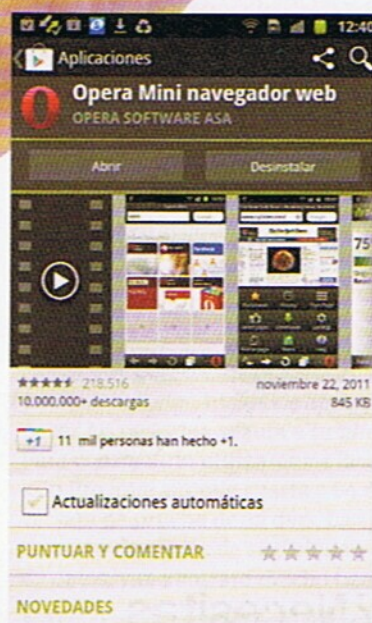 12:40
Aplicaciones
Opera Mini navegador web
OPERA SOFTWARE ASA
Abrir
Desinstalar
75
218.516
noviembre 22, 2011
10.000.000+ descargas
845 KB
+1 11 mil personas han hecho +1.
Actualizaciones automáticas
PUNTUAR Y COMENTAR
NOVEDADES